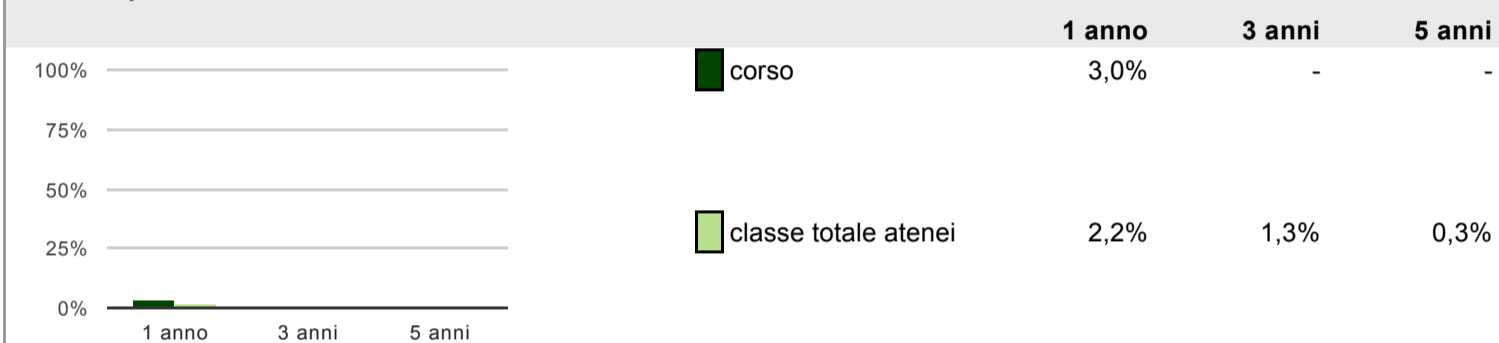 1 anno 3 anni 5 anni
100%
75%
50%
25%
0%
1 anno 3 anni 5 anni
corso 3,0% - -
classe totale atenei 2,2% 1,3% 0,3%